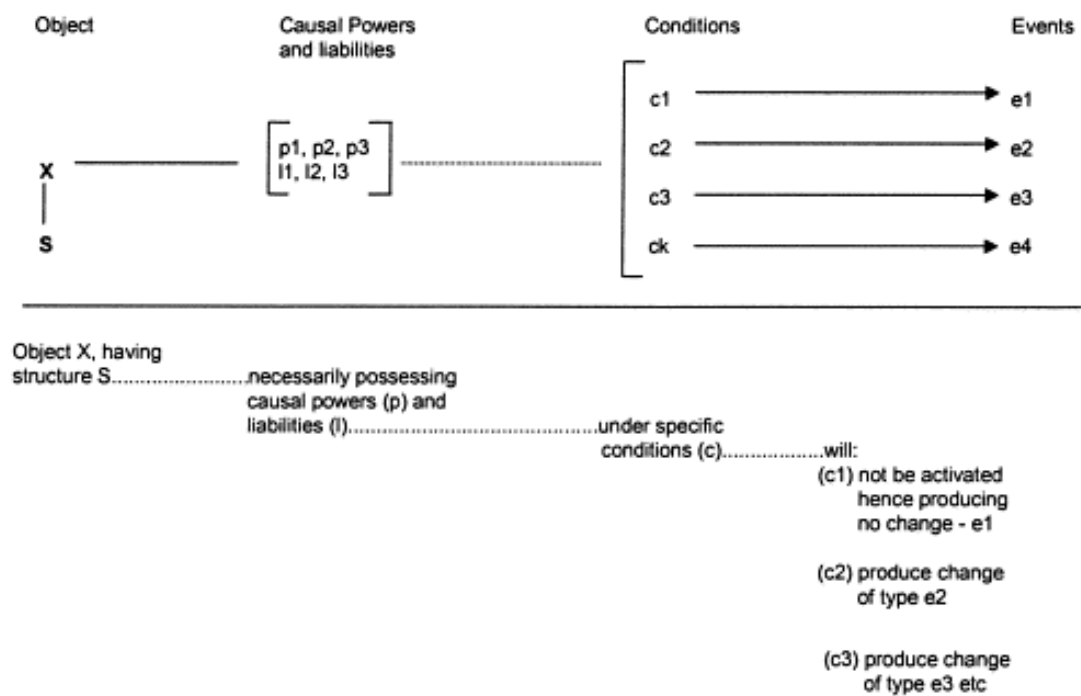 Object Causal Powers Conditions Events
and liabilities
c1 e1
p1, p2, p3 c2 e2
X l1, l2, l3
c3 e3
S ck e4
Object X, having
structure S........................necessarily possessing
causal powers (p) and
liabilities (l)............................................under specific
conditions (c)..................will:
(c1) not be activated
hence producing
no change - e1
(c2) produce change
of type e2
(c3) produce change
of type e3 etc